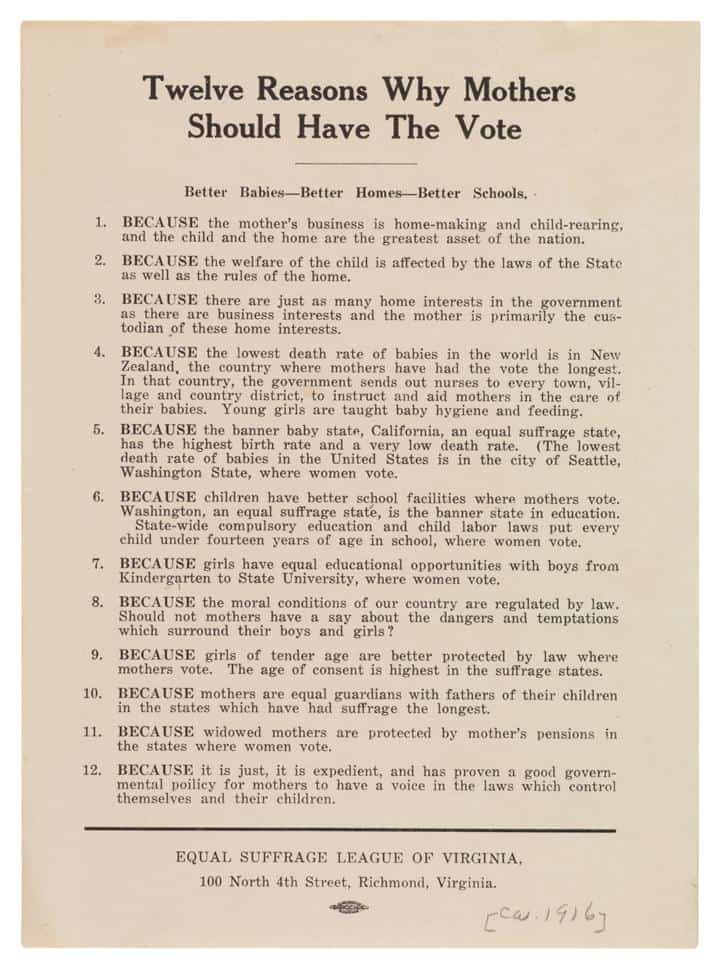 Twelve Reasons Why Mothers
Should Have The Vote
Better Babies—Better Homes—Better Schools.
1. BECAUSE the mother's business is home-making and child-rearing,
and the child and the home are the greatest asset of the nation.
2. BECAUSE the welfare of the child is affected by the laws of the State
as well as the rules of the home.
3. BECAUSE there are just as many home interests in the government
as there are business interests and the mother is primarily the cus-
todian of these home interests.
4. BECAUSE the lowest death rate of babies in the world is in New
Zealand, the country where mothers have had the vote the longest.
In that country, the government sends out nurses to every town, vil-
lage and country district, to instruct and aid mothers in the care of
their babies. Young girls are taught baby hygiene and feeding.
5. BECAUSE the banner baby state, California, an equal suffrage state,
has the highest birth rate and a very low death rate. (The lowest
death rate of babies in the United States is in the city of Seattle,
Washington State, where women vote.
6. BECAUSE children have better school facilities where mothers vote.
Washington, an equal suffrage state, is the banner state in education.
State-wide compulsory education and child labor laws put every
child under fourteen years of age in school, where women vote.
7. BECAUSE girls have equal educational opportunities with boys from
Kindergarten to State University, where women vote.
8. BECAUSE the moral conditions of our country are regulated by law.
Should not mothers have a say about the dangers and temptations
which surround their boys and girls?
9. BECAUSE girls of tender age are better protected by law where
mothers vote. The age of consent is highest in the suffrage states.
10. BECAUSE mothers are equal guardians with fathers of their children
in the states which have had suffrage the longest.
11. BECAUSE widowed mothers are protected by mother's pensions in
the states where women vote.
12. BECAUSE it is just, it is expedient, and has proven a good govern-
mental poilicy for mothers to have a voice in the laws which control
themselves and their children.
EQUAL SUFFRAGE LEAGUE OF VIRGINIA,
100 North 4th Street, Richmond, Virginia.
[ca. 1916]